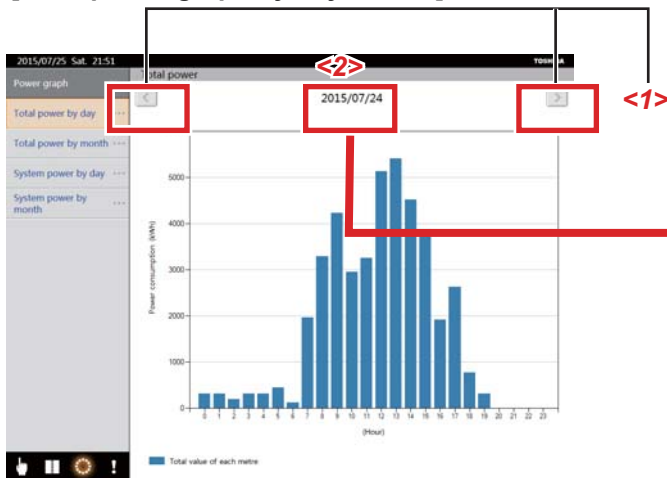 2015/07/25 Sat. 21:51
<2>
Power graph
Total power
2015/07/24
<1>
Total power by day ...
Total power by month ...
System power by day ...
System power by month ...
Power consumption (kWh)
5000
4000
3000
2000
1000
0
0 1 2 3 4 5 6 7 8 9 10 11 12 13 14 15 16 17 18 19 20 21 22 23
(Hour)
Total value of each metre